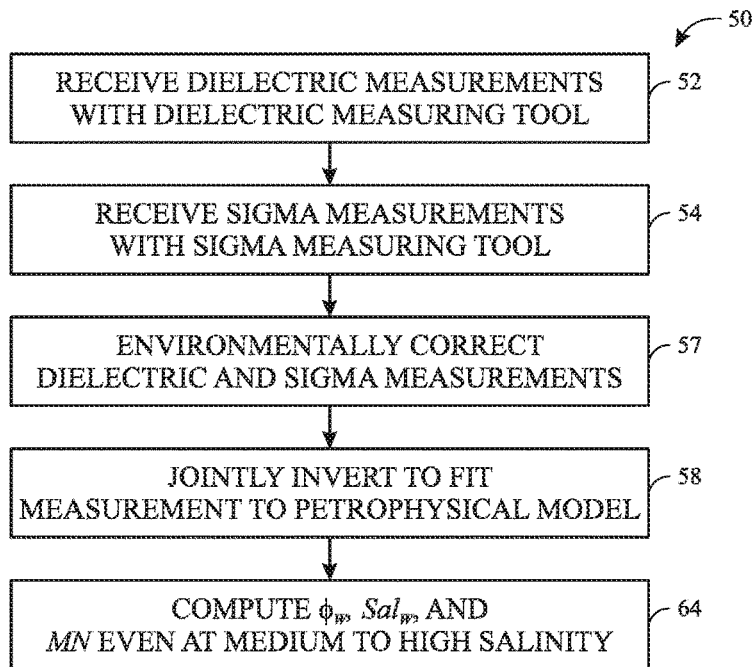 50
RECEIVE DIELECTRIC MEASUREMENTS
WITH DIELECTRIC MEASURING TOOL
52
RECEIVE SIGMA MEASUREMENTS
WITH SIGMA MEASURING TOOL
54
ENVIRONMENTALLY CORRECT
DIELECTRIC AND SIGMA MEASUREMENTS
57
JOINTLY INVERT TO FIT
MEASUREMENT TO PETROPHYSICAL MODEL
58
COMPUTE ϕw, Salw, AND
MN EVEN AT MEDIUM TO HIGH SALINITY
64